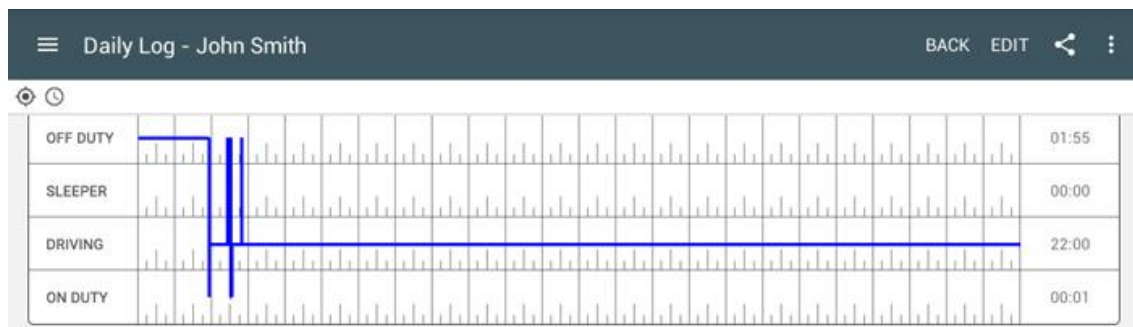 Daily Log - John Smith BACK EDIT
OFF DUTY 01:55
SLEEPER 00:00
DRIVING 22:00
ON DUTY 00:01